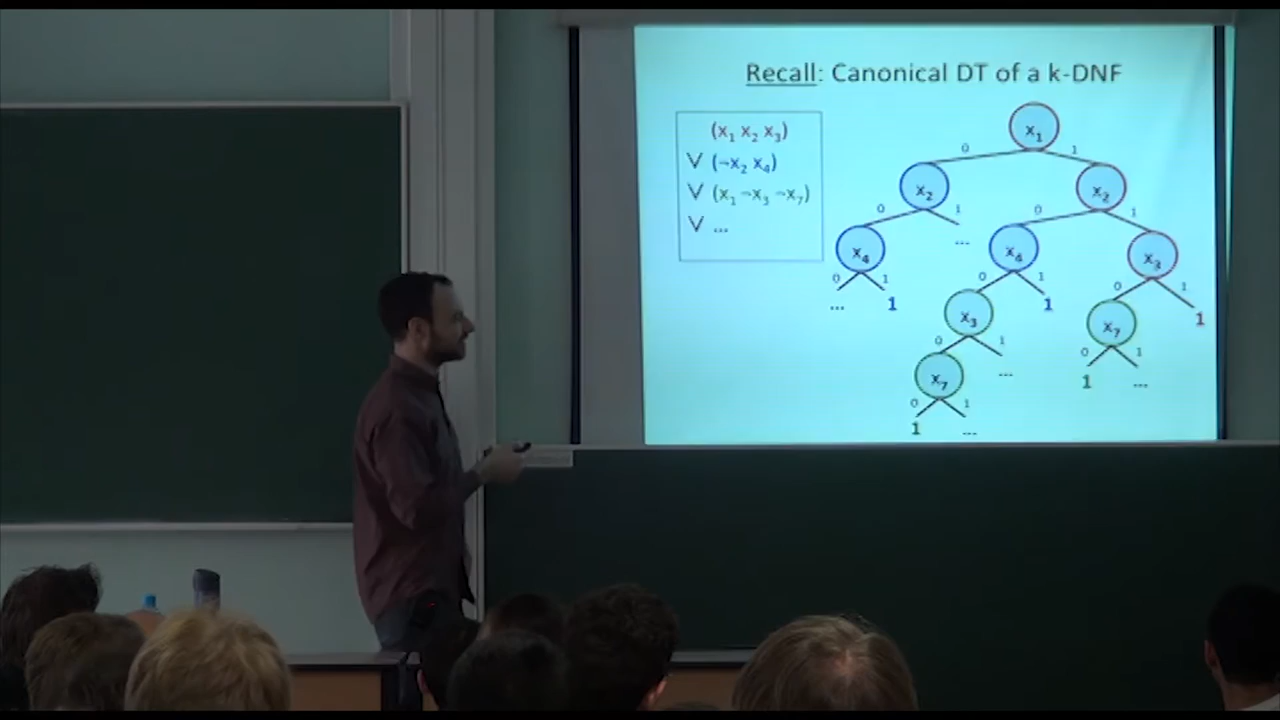 Recall: Canonical DT of a k-DNF
(x₁ x₂ x₃)
∨ (¬x₂ x₄)
∨ (x₁ ¬x₃ ¬x₇)
∨ ...
x₁
0 1
x₂ x₂
0 1 0 1
x₄ ... x₄ x₃
0 1 0 1 0 1
... 1 x₃ 1 x₇ 1
0 1 0 1
x₇ ... 1 ...
0 1
1 ...